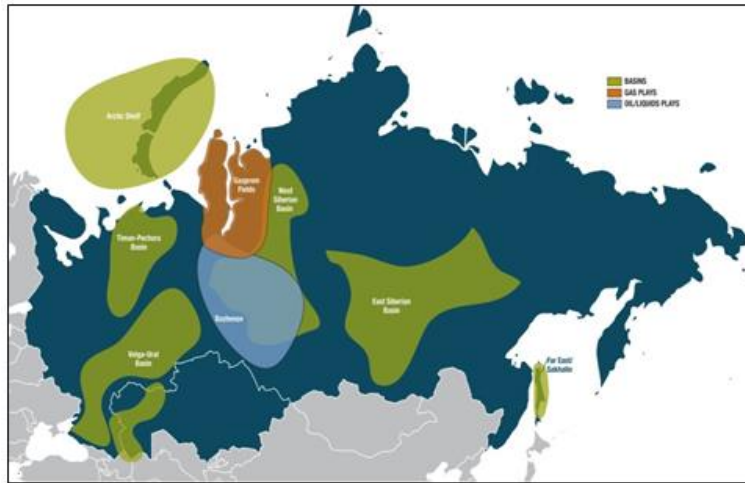 Arctic Shelf
BASINS
GAS PLAYS
OIL/LIQUIDS PLAYS
Gazprom
Fields
West
Siberian
Basin
Timan-Pechora
Basin
East Siberian
Basin
Bazhenov
Volga-Ural
Basin
Far East/
Sakhalin